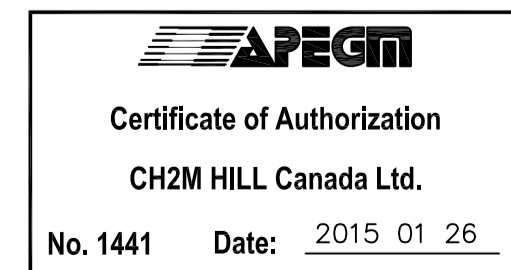 APEGM
Certificate of Authorization
CH2M HILL Canada Ltd.
No. 1441 Date: 2015 01 26